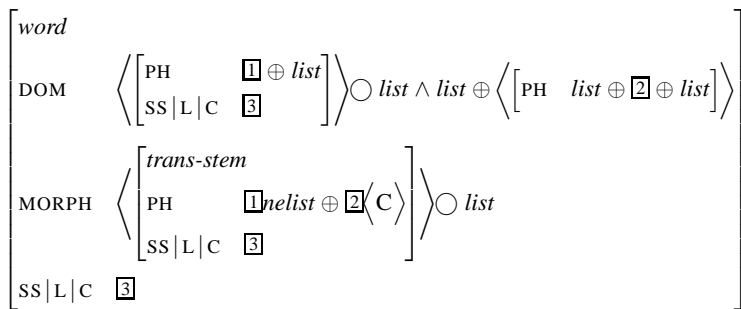 word
DOM ⟨[PH 1 ⊕ list
SS|L|C 3]⟩ ◯ list ∧ list ⊕ ⟨[PH list ⊕ 2 ⊕ list]⟩
MORPH ⟨[trans-stem
PH 1 nelist ⊕ 2 ⟨C⟩
SS|L|C 3]⟩ ◯ list
SS|L|C 3